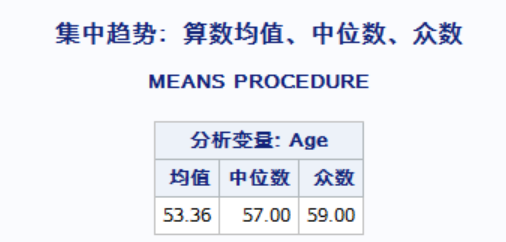 集中趋势：算数均值、中位数、众数
MEANS PROCEDURE
分析变量: Age
均值 中位数 众数
53.36 57.00 59.00